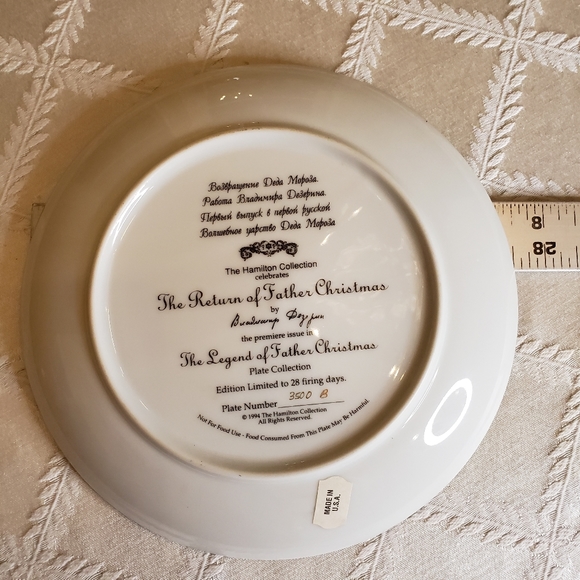 Возвращение Деда Мороза.
Работа Владимира Дезерина.
Первый выпуск в первой русской
Волшебное царство Деда Мороза
The Hamilton Collection
celebrates
The Return of Father Christmas
by
the premiere issue in
The Legend of Father Christmas
Plate Collection
Edition Limited to 28 firing days.
Plate Number 3500 B
© 1994 The Hamilton Collection
All Rights Reserved.
Not For Food Use - Food Consumed From This Plate May Be Harmful.
MADE IN
U.S.A.
8
28